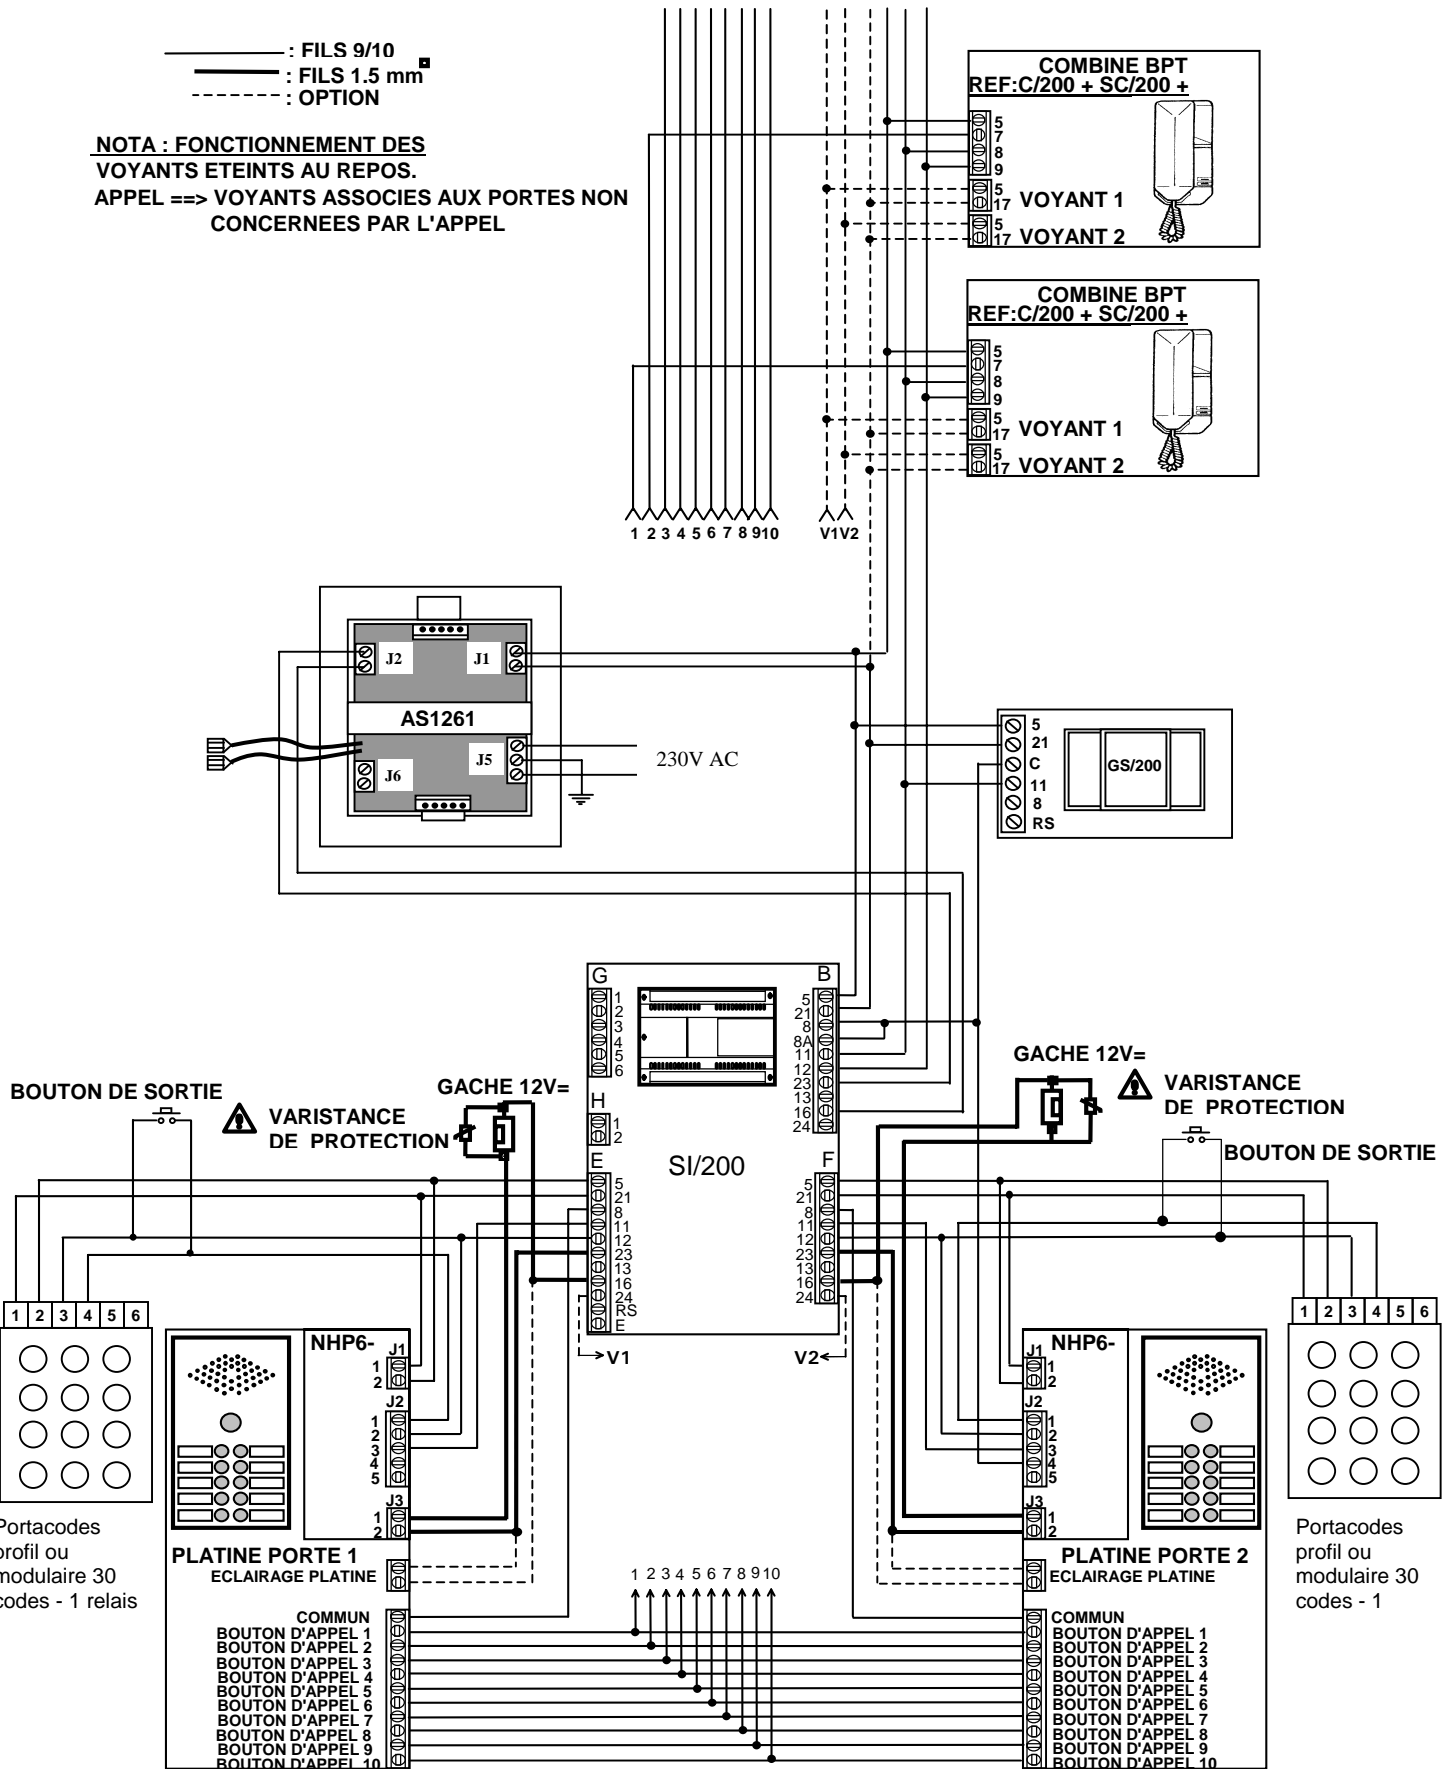 : FILS 9/10
: FILS 1.5 mm
: OPTION
NOTA : FONCTIONNEMENT DES
VOYANTS ETEINTS AU REPOS.
APPEL ==> VOYANTS ASSOCIES AUX PORTES NON
CONCERNEES PAR L'APPEL
COMBINE BPT
REF:C/200 + SC/200 +
5
7
8
9
5
17 VOYANT 1
5
17 VOYANT 2
COMBINE BPT
REF:C/200 + SC/200 +
5
7
8
9
5
17 VOYANT 1
5
17 VOYANT 2
1 2 3 4 5 6 7 8 9 10 V1 V2
J2 J1
AS1261
J5
J6
230V AC
5
21
C
11
8
RS
GS/200
G
1
2
3
4
5
6
H
1
2
E
5
21
8
11
12
23
13
16
24
RS
E
SI/200
B
5
21
8
8A
11
12
23
13
16
24
F
5
21
8
11
12
23
13
16
24
V1
V2
BOUTON DE SORTIE
VARISTANCE
DE PROTECTION
GACHE 12V=
GACHE 12V=
VARISTANCE
DE PROTECTION
BOUTON DE SORTIE
1 2 3 4 5 6
Portacodes
profil ou
modulaire 30
codes - 1 relais
NHP6-
J1
1
2
J2
1
2
3
4
5
J3
1
2
PLATINE PORTE 1
ECLAIRAGE PLATINE
COMMUN
BOUTON D'APPEL 1
BOUTON D'APPEL 2
BOUTON D'APPEL 3
BOUTON D'APPEL 4
BOUTON D'APPEL 5
BOUTON D'APPEL 6
BOUTON D'APPEL 7
BOUTON D'APPEL 8
BOUTON D'APPEL 9
BOUTON D'APPEL 10
1 2 3 4 5 6 7 8 9 10
NHP6-
J1
1
2
J2
1
2
3
4
5
J3
1
2
PLATINE PORTE 2
ECLAIRAGE PLATINE
COMMUN
BOUTON D'APPEL 1
BOUTON D'APPEL 2
BOUTON D'APPEL 3
BOUTON D'APPEL 4
BOUTON D'APPEL 5
BOUTON D'APPEL 6
BOUTON D'APPEL 7
BOUTON D'APPEL 8
BOUTON D'APPEL 9
BOUTON D'APPEL 10
1 2 3 4 5 6
Portacodes
profil ou
modulaire 30
codes - 1